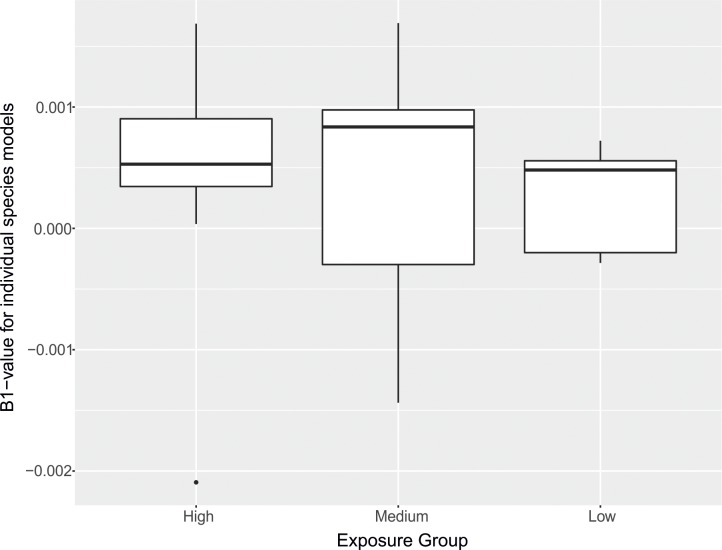 B1−value for individual species models
0.001
0.000
−0.001
−0.002
High Medium Low
Exposure Group